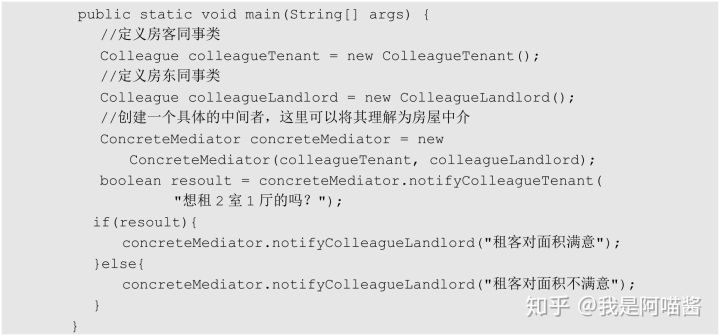 public static void main(String[] args) {
//定义房客同事类
Colleague colleagueTenant = new ColleagueTenant();
//定义房东同事类
Colleague colleagueLandlord = new ColleagueLandlord();
//创建一个具体的中间者，这里可以将其理解为房屋中介
ConcreteMediator concreteMediator = new
ConcreteMediator(colleagueTenant, colleagueLandlord);
boolean resoult = concreteMediator.notifyColleagueTenant(
"想租 2 室 1 厅的吗？");
if(resoult){
concreteMediator.notifyColleagueLandlord("租客对面积满意");
}else{
concreteMediator.notifyColleagueLandlord("租客对面积不满意");
}
}
知乎 @我是阿喵酱